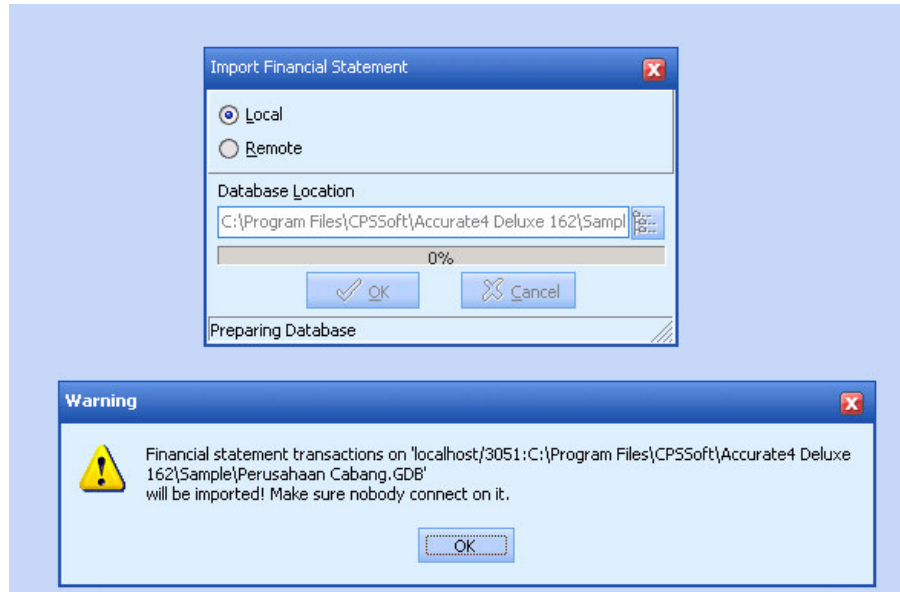 Import Financial Statement
Local
Remote
Database Location
C:\Program Files\CPSSoft\Accurate4 Deluxe 162\Sampl
0%
OK
Cancel
Preparing Database
Warning
Financial statement transactions on 'localhost/3051:C:\Program Files\CPSSoft\Accurate4 Deluxe
162\Sample\Perusahaan Cabang.GDB'
will be imported! Make sure nobody connect on it.
OK